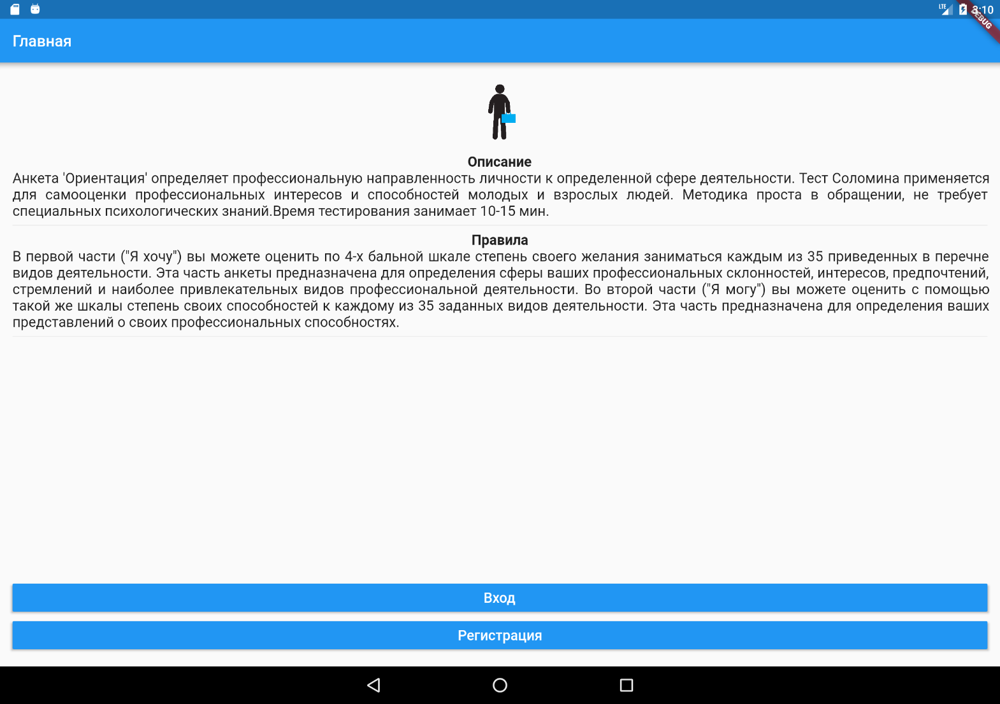 LTE
3:10
DEBUG
Главная
Описание
Анкета 'Ориентация' определяет профессиональную направленность личности к определенной сфере деятельности. Тест Соломина применяется
для самооценки профессиональных интересов и способностей молодых и взрослых людей. Методика проста в обращении, не требует
специальных психологических знаний.Время тестирования занимает 10-15 мин.
Правила
В первой части ("Я хочу") вы можете оценить по 4-х бальной шкале степень своего желания заниматься каждым из 35 приведенных в перечне
видов деятельности. Эта часть анкеты предназначена для определения сферы ваших профессиональных склонностей, интересов, предпочтений,
стремлений и наиболее привлекательных видов профессиональной деятельности. Во второй части ("Я могу") вы можете оценить с помощью
такой же шкалы степень своих способностей к каждому из 35 заданных видов деятельности. Эта часть предназначена для определения ваших
представлений о своих профессиональных способностях.
Вход
Регистрация